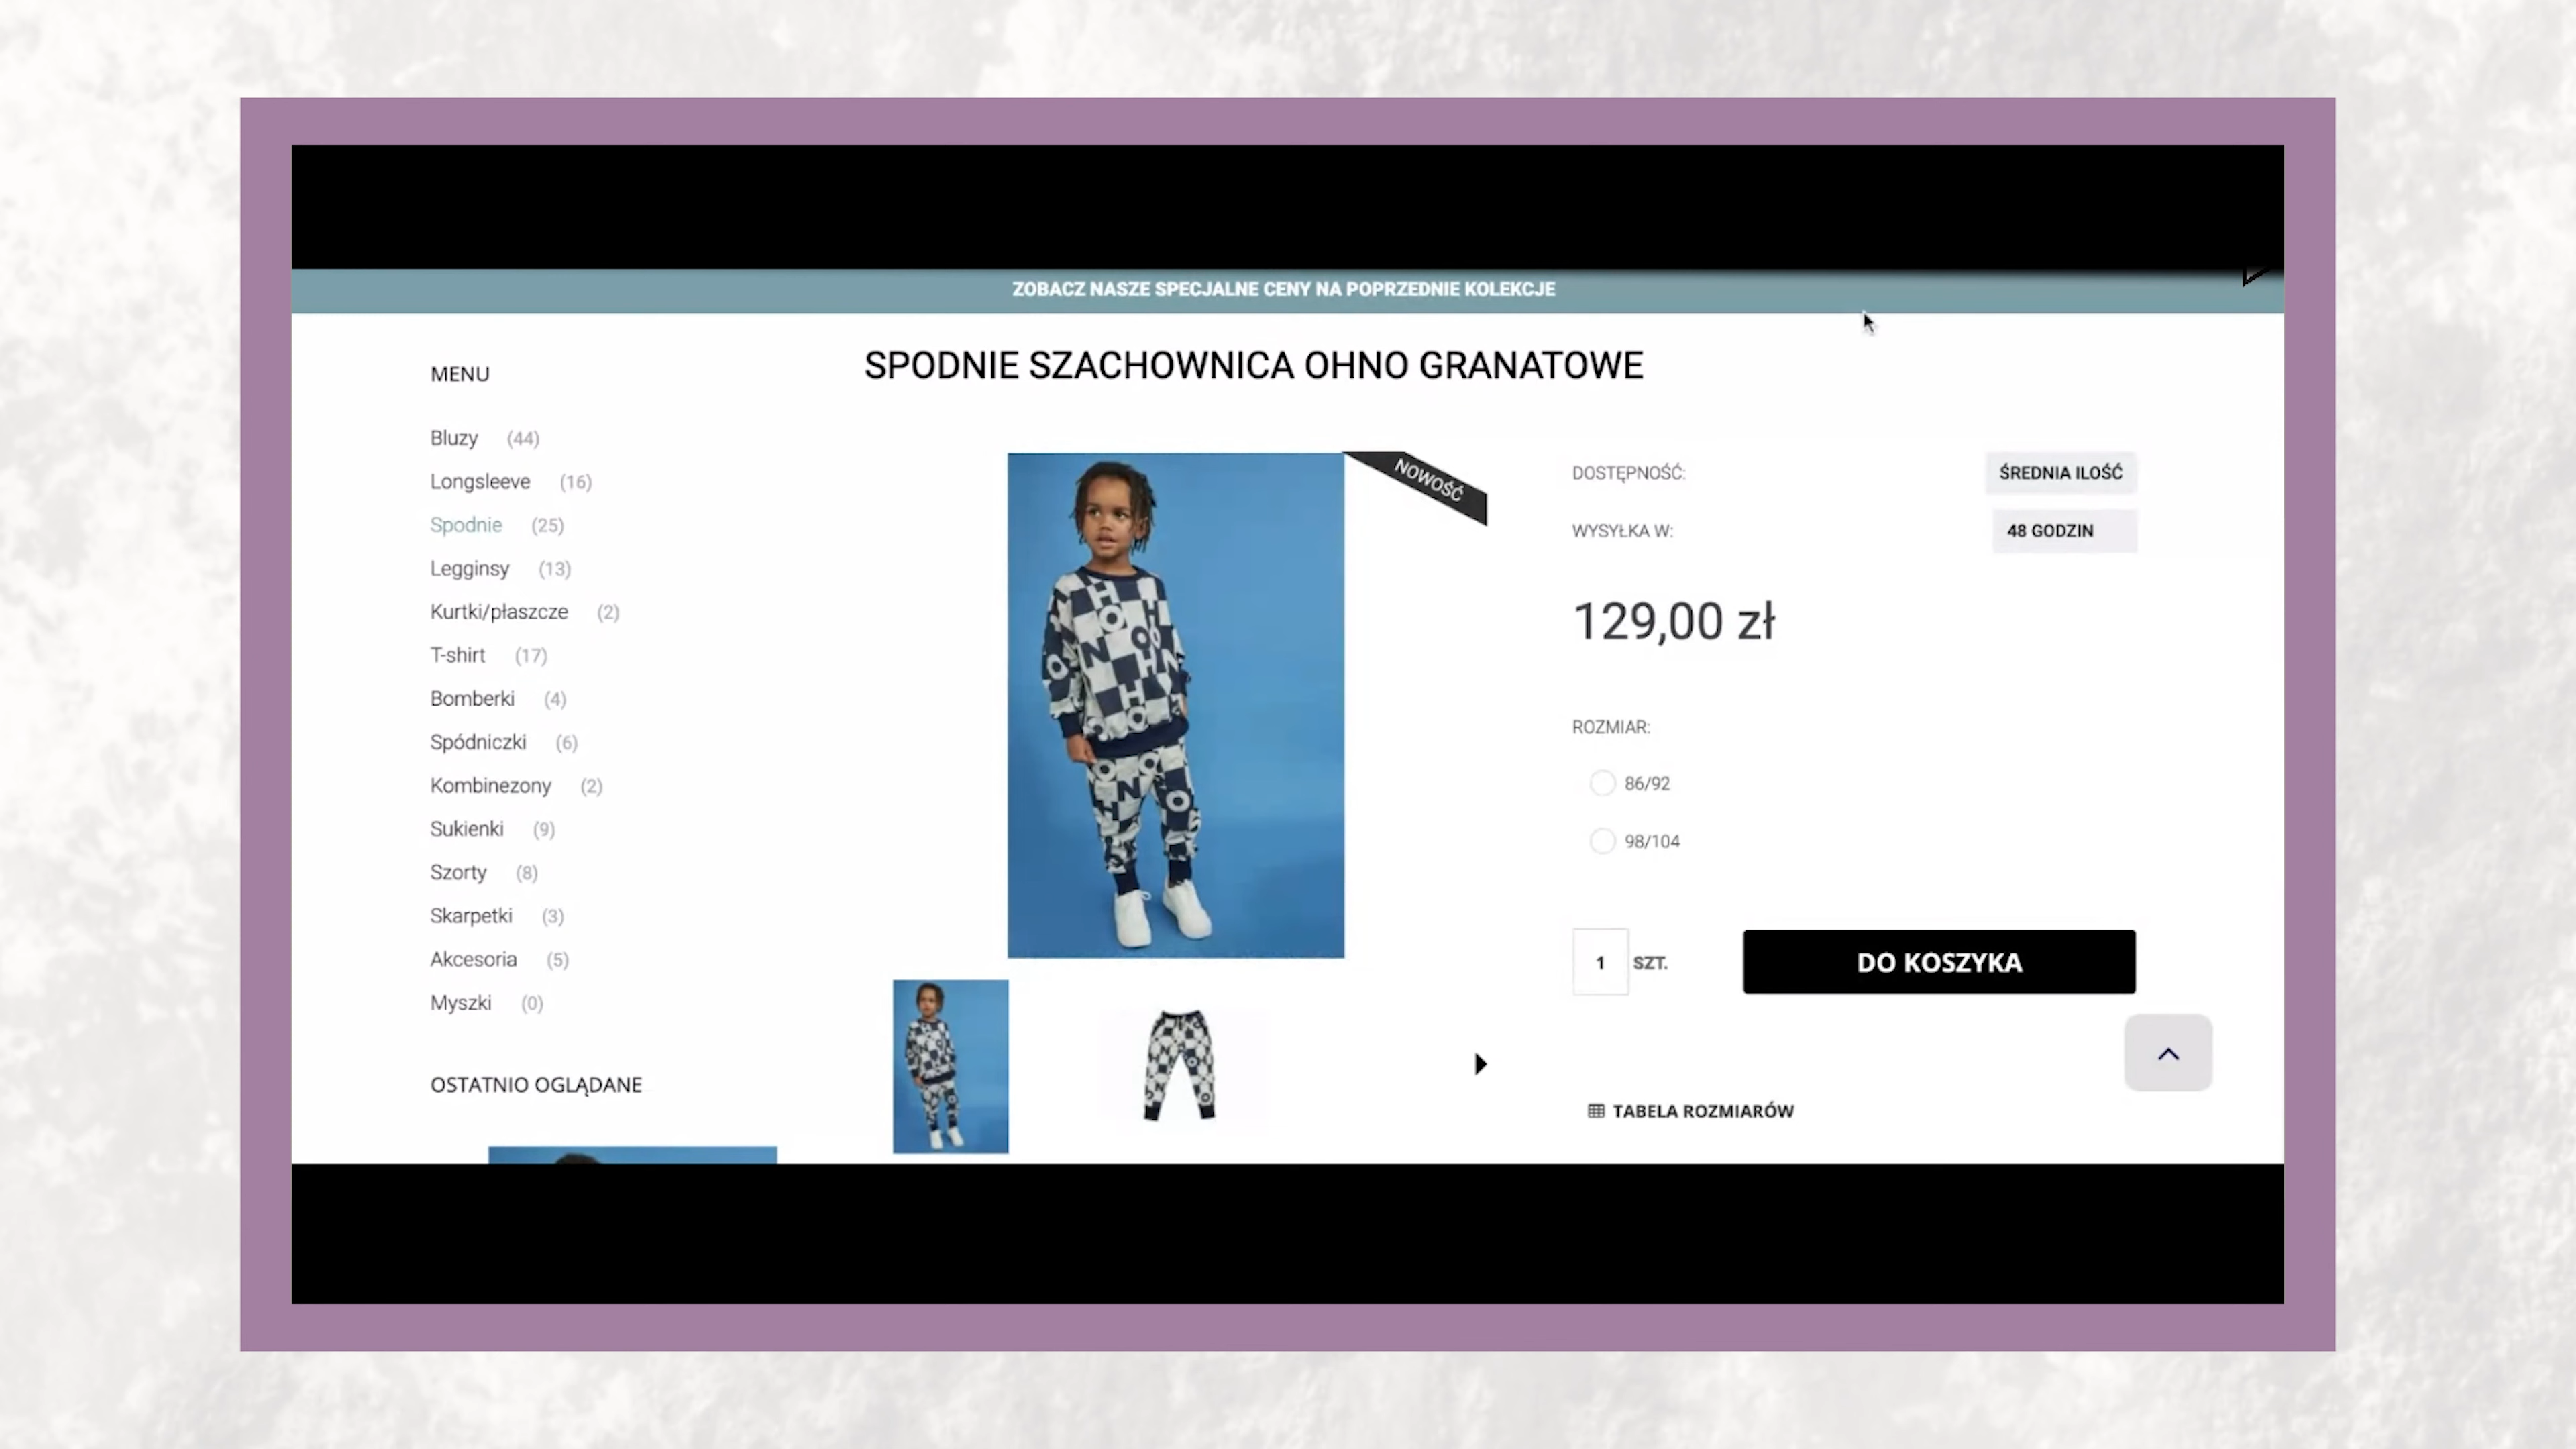 ZOBACZ NASZE SPECJALNE CENY NA POPRZEDNIE KOLEKCJE
SPODNIE SZACHOWNICA OHNO GRANATOWE
MENU
Bluzy (44)
Longsleeve (16)
Spodnie (25)
Legginsy (13)
Kurtki/płaszcze (2)
T-shirt (17)
Bomberki (4)
Spódniczki (6)
Kombinezony (2)
Sukienki (9)
Szorty (8)
Skarpetki (3)
Akcesoria (5)
Myszki (0)
OSTATNIO OGLĄDANE
NOWOŚĆ
DOSTĘPNOŚĆ: ŚREDNIA ILOŚĆ
WYSYŁKA W: 48 GODZIN
129,00 zł
ROZMIAR:
86/92
98/104
1 SZT. DO KOSZYKA
TABELA ROZMIARÓW